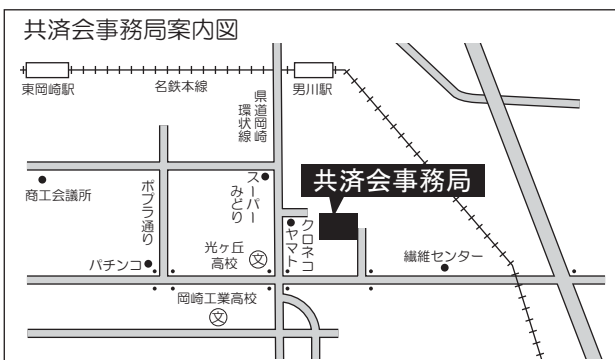 共済会事務局案内図
東岡崎駅
名鉄本線
男川駅
県道岡崎
環状線
商工会議所
ポプラ通り
スーパー
みどり
共済会事務局
クロネコ
ヤマト
光ヶ丘
高校
文
パチンコ
繊維センター
岡崎工業高校
文